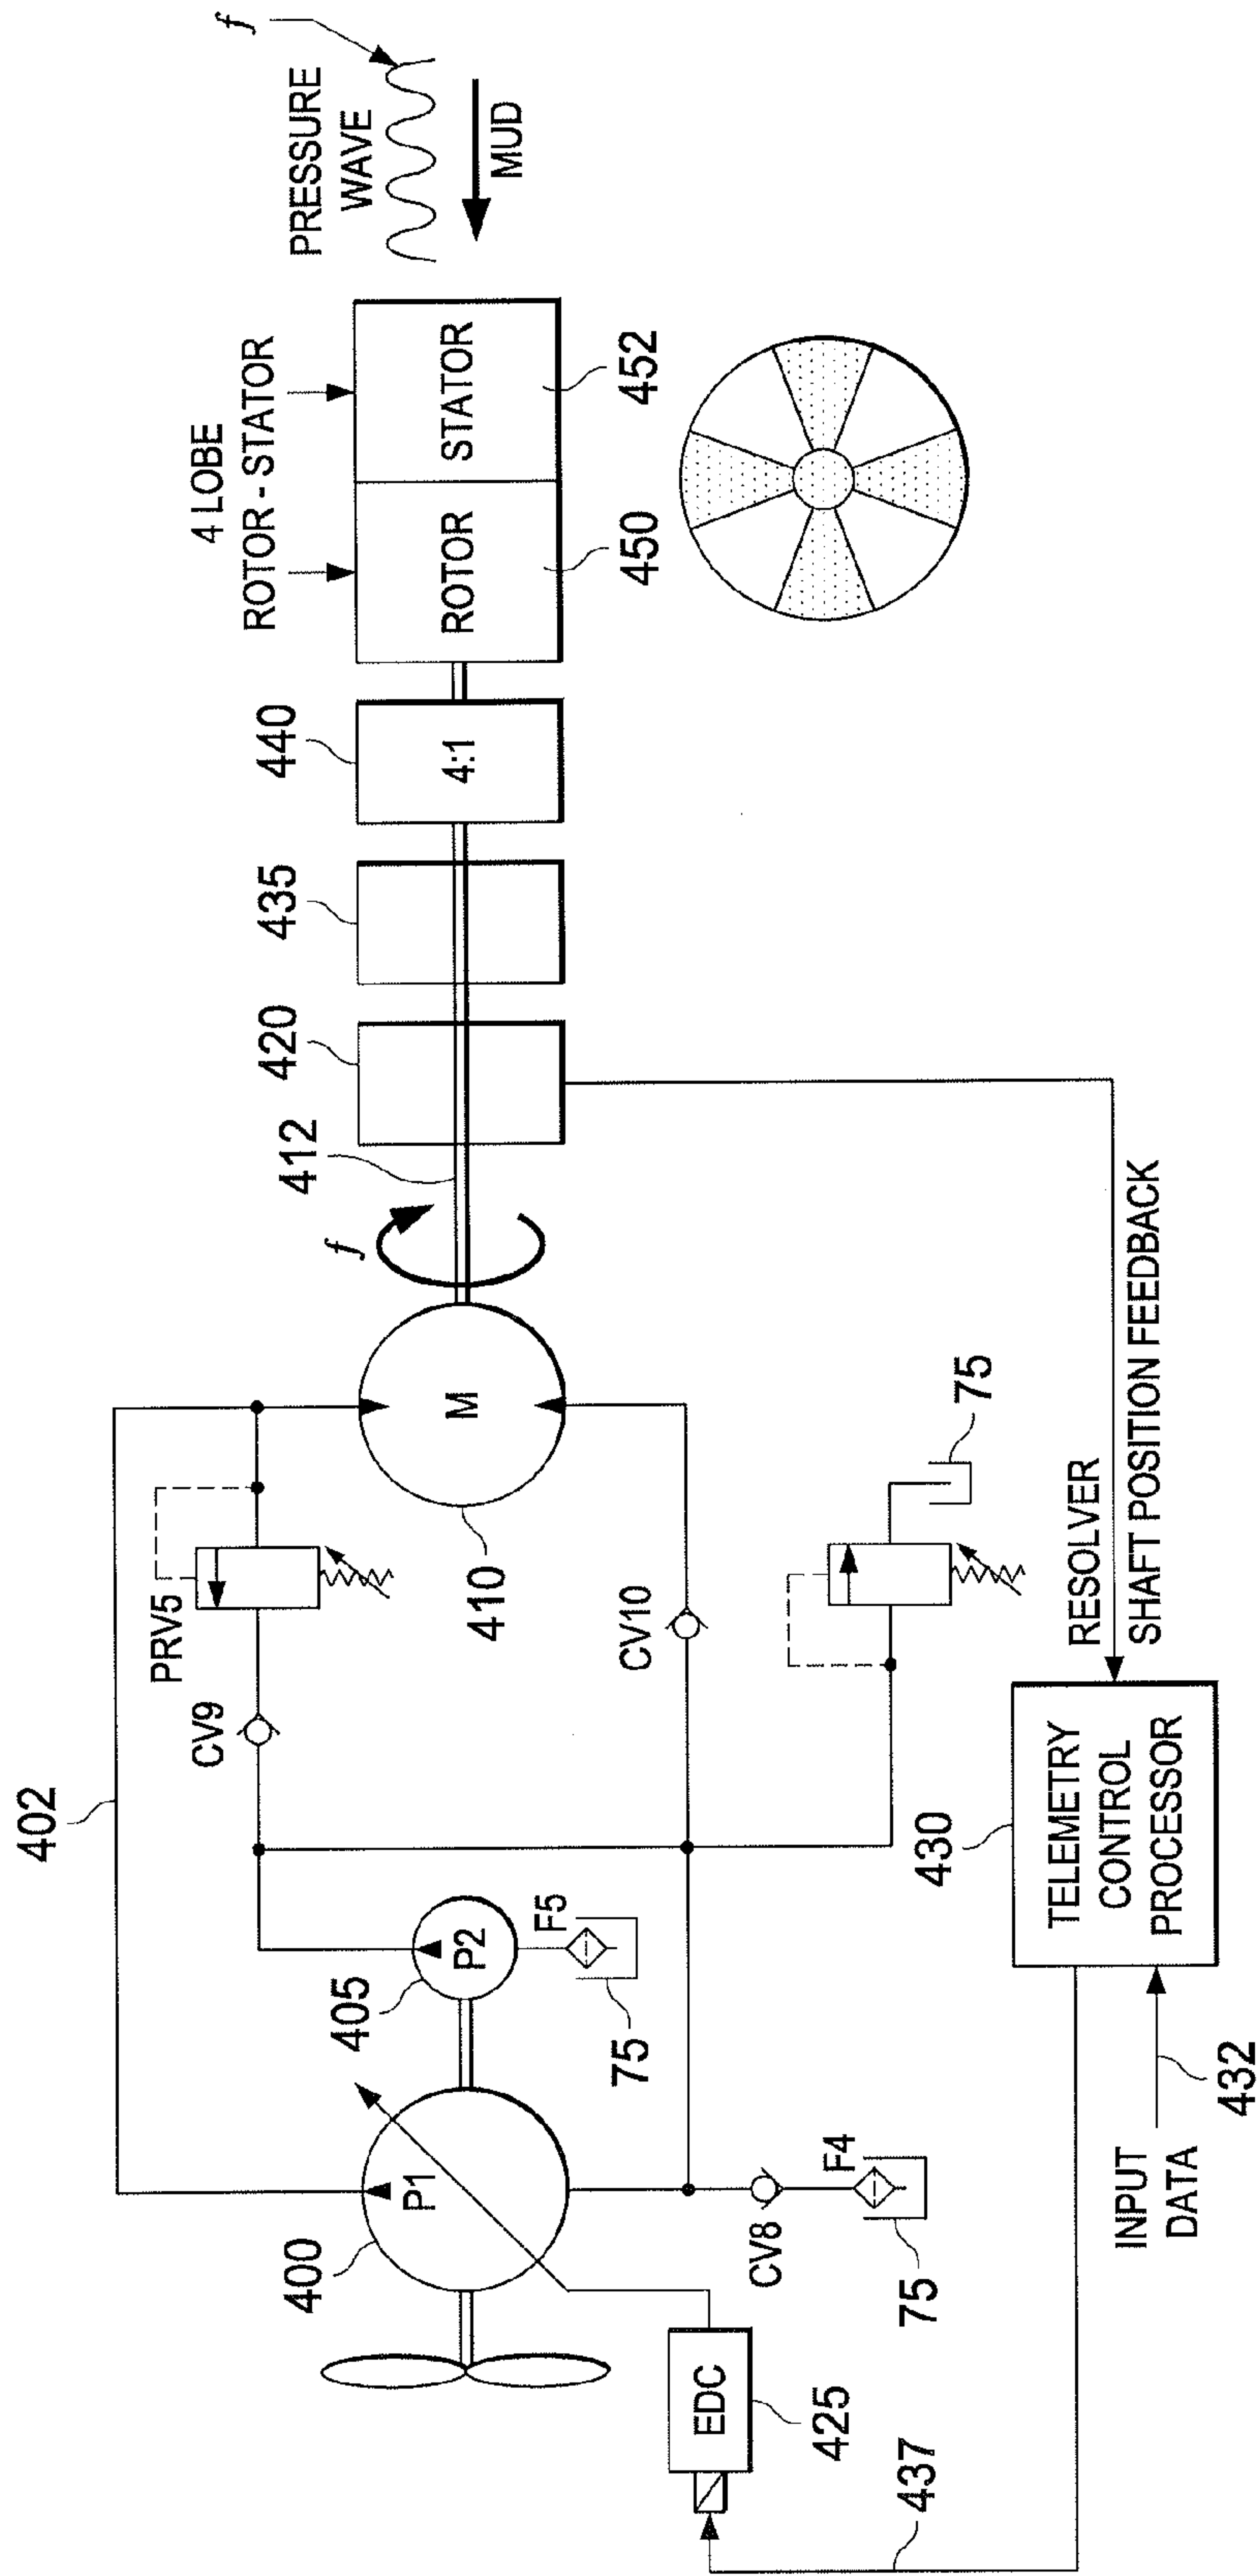 402
400
P1
405
P2
F5
75
CV9
PRV5
M
410
f
412
420
435
440
4:1
4 LOBE
ROTOR - STATOR
ROTOR
STATOR
450
452
PRESSURE
WAVE
f
MUD
CV10
75
EDC
425
CV8
F4
75
437
INPUT
DATA
432
430
TELEMETRY
CONTROL
PROCESSOR
RESOLVER
SHAFT POSITION FEEDBACK